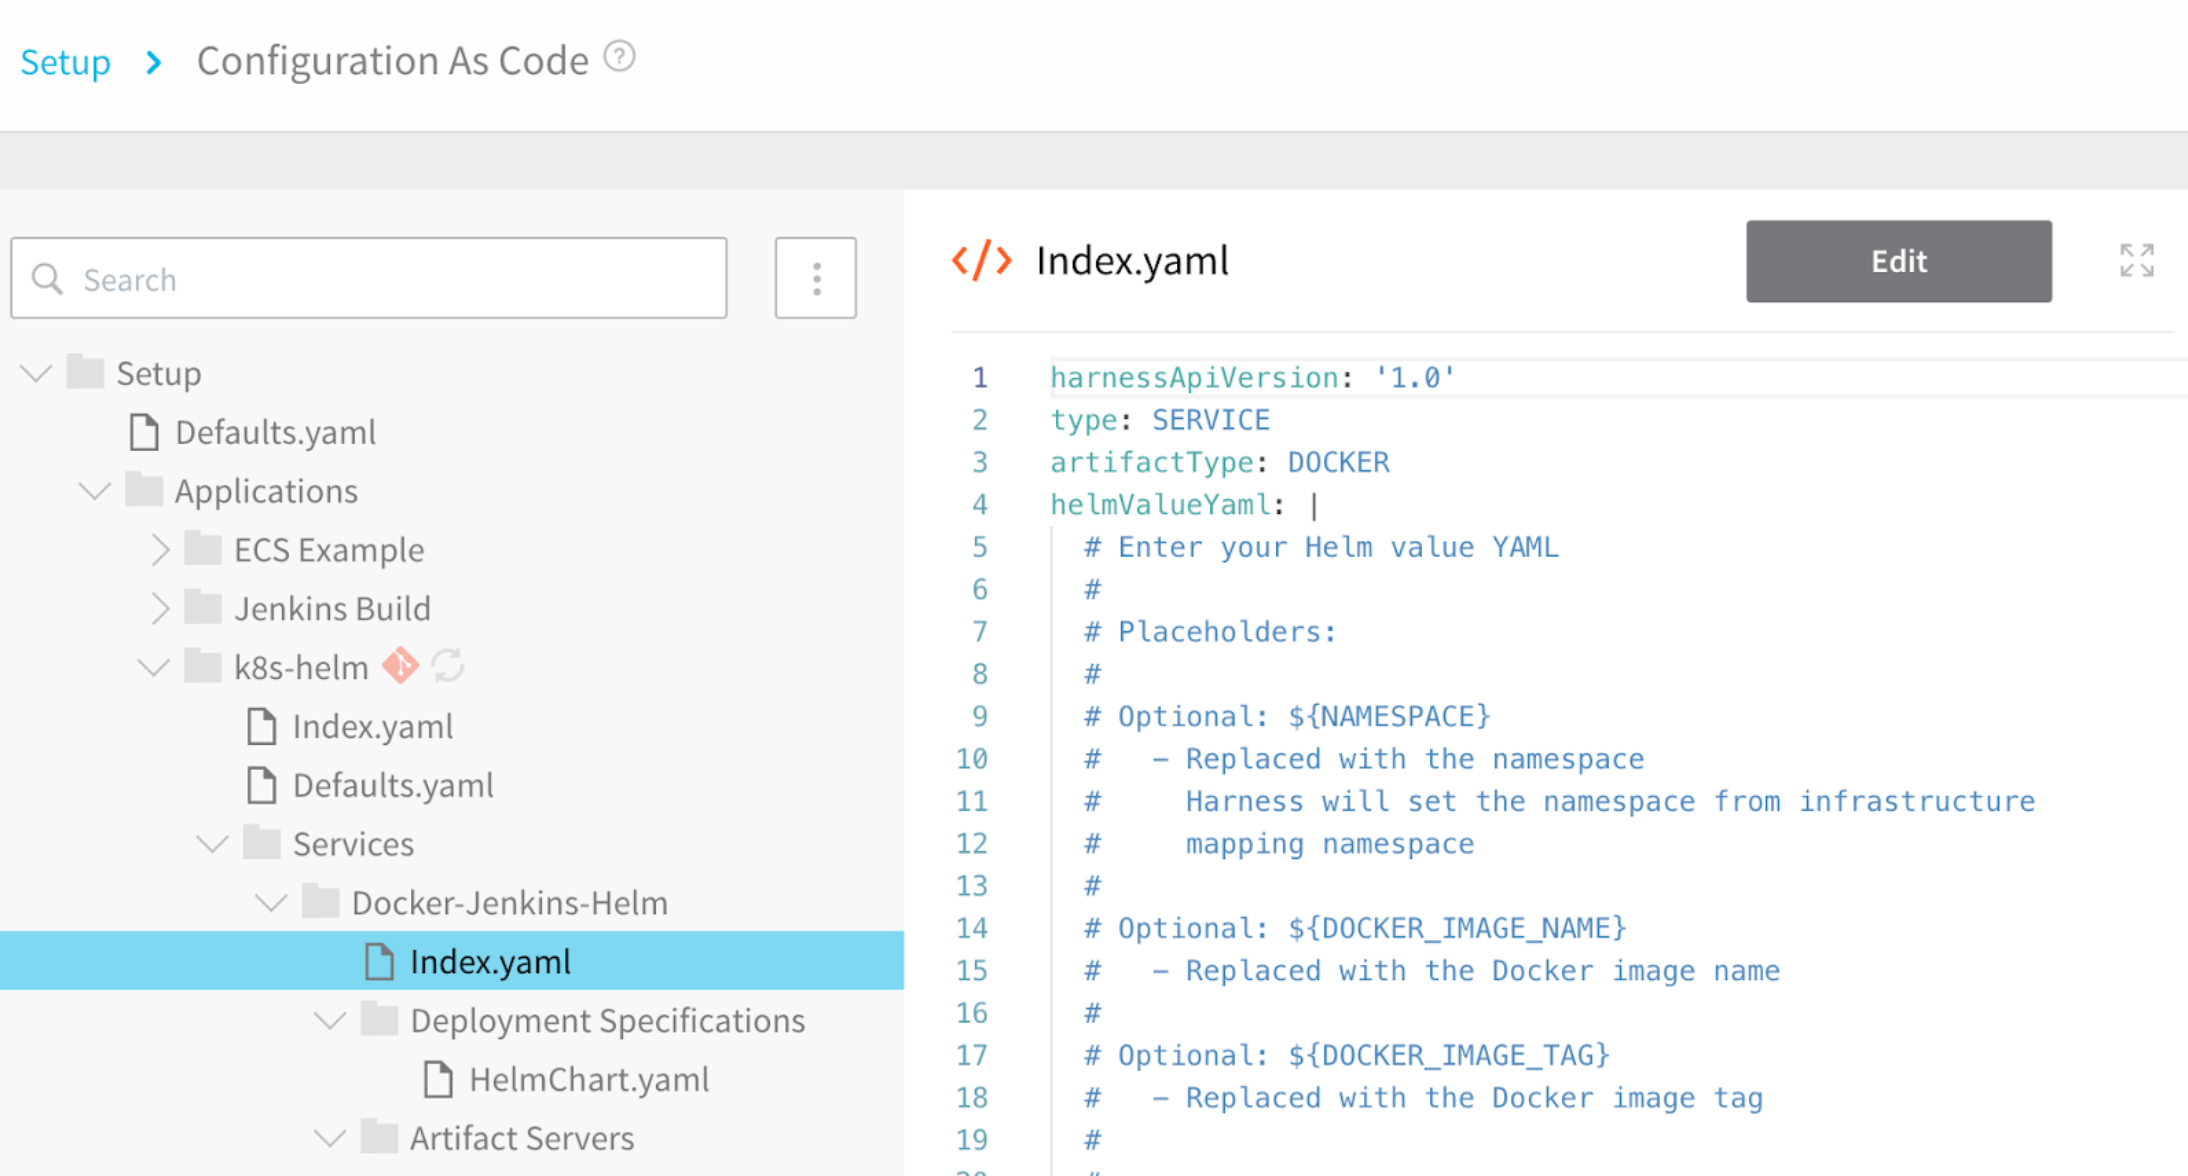 Setup > Configuration As Code ?
Search
Setup
Defaults.yaml
Applications
ECS Example
Jenkins Build
k8s-helm
Index.yaml
Defaults.yaml
Services
Docker-Jenkins-Helm
Index.yaml
Deployment Specifications
HelmChart.yaml
Artifact Servers
</> Index.yaml
Edit
1 harnessApiVersion: '1.0'
2 type: SERVICE
3 artifactType: DOCKER
4 helmValueYaml: |
5 # Enter your Helm value YAML
6 #
7 # Placeholders:
8 #
9 # Optional: ${NAMESPACE}
10 #   - Replaced with the namespace
11 #     Harness will set the namespace from infrastructure
12 #     mapping namespace
13 #
14 # Optional: ${DOCKER_IMAGE_NAME}
15 #   - Replaced with the Docker image name
16 #
17 # Optional: ${DOCKER_IMAGE_TAG}
18 #   - Replaced with the Docker image tag
19 #